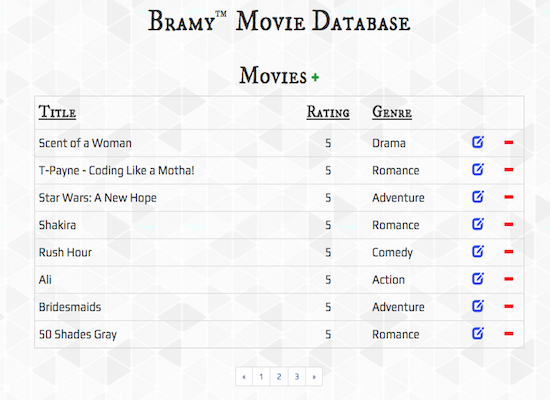 Bramy™ Movie Database
Movies +
Title Rating Genre
Scent of a Woman 5 Drama
T-Payne - Coding Like a Motha! 5 Romance
Star Wars: A New Hope 5 Adventure
Shakira 5 Romance
Rush Hour 5 Comedy
Ali 5 Action
Bridesmaids 5 Adventure
50 Shades Gray 5 Romance
« 1 2 3 »